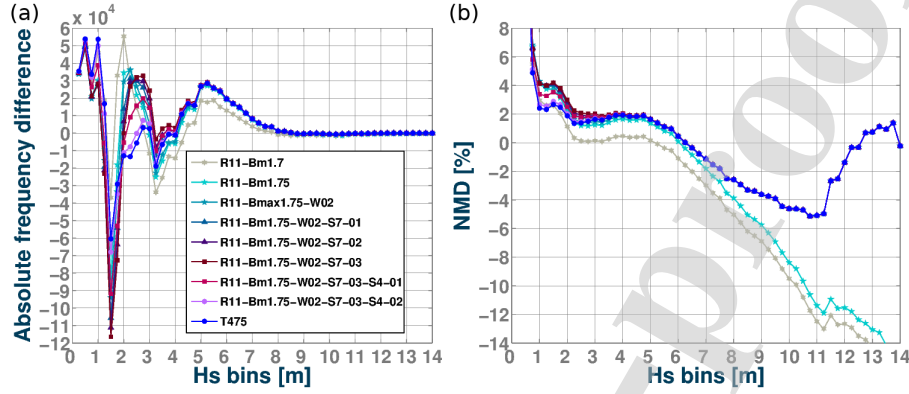 (a)
x 10⁴
Absolute frequency difference
6
5
4
3
2
1
0
−1
−2
−3
−4
−5
−6
−7
−8
−9
−10
−11
−12
R11−Bm1.7
R11−Bm1.75
R11−Bmax1.75−W02
R11−Bm1.75−W02−S7−01
R11−Bm1.75−W02−S7−02
R11−Bm1.75−W02−S7−03
R11−Bm1.75−W02−S7−03−S4−01
R11−Bm1.75−W02−S7−03−S4−02
T475
0 1 2 3 4 5 6 7 8 9 10 11 12 13 14
Hs bins [m]
(b)
NMD [%]
8
6
4
2
0
−2
−4
−6
−8
−10
−12
−14
0 1 2 3 4 5 6 7 8 9 10 11 12 13 14
Hs bins [m]
-proo